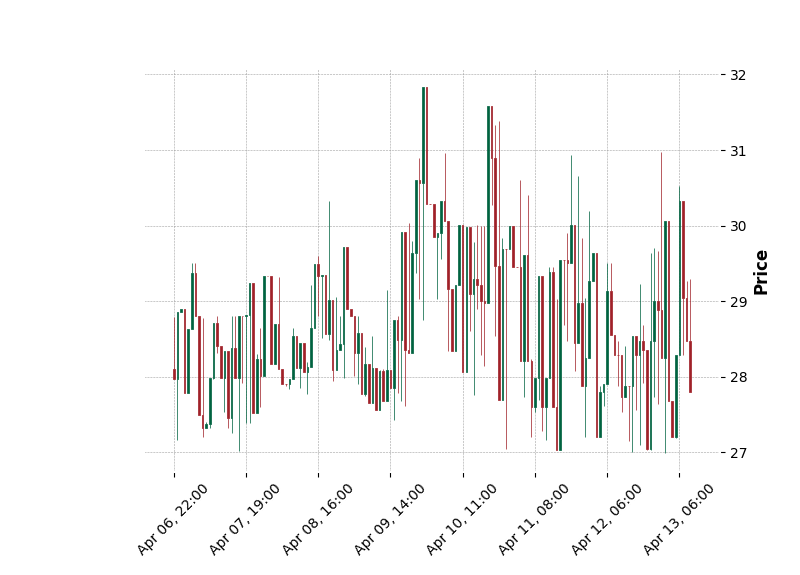 32
31
30
29
28
27
Price
Apr 06, 22:00
Apr 07, 19:00
Apr 08, 16:00
Apr 09, 14:00
Apr 10, 11:00
Apr 11, 08:00
Apr 12, 06:00
Apr 13, 06:00